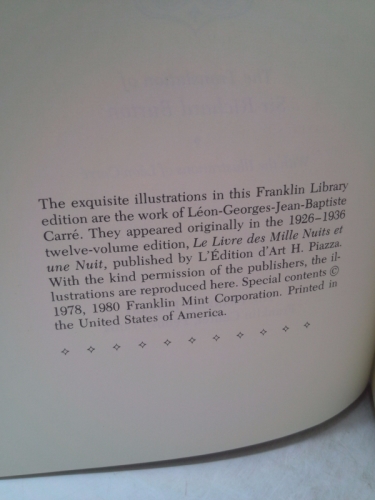 The exquisite illustrations in this Franklin Library
edition are the work of Léon-Georges-Jean-Baptiste
Carré. They appeared originally in the 1926–1936
twelve-volume edition, Le Livre des Mille Nuits et
une Nuit, published by L'Édition d'Art H. Piazza.
With the kind permission of the publishers, the il-
lustrations are reproduced here. Special contents ©
1978, 1980 Franklin Mint Corporation. Printed in
the United States of America.